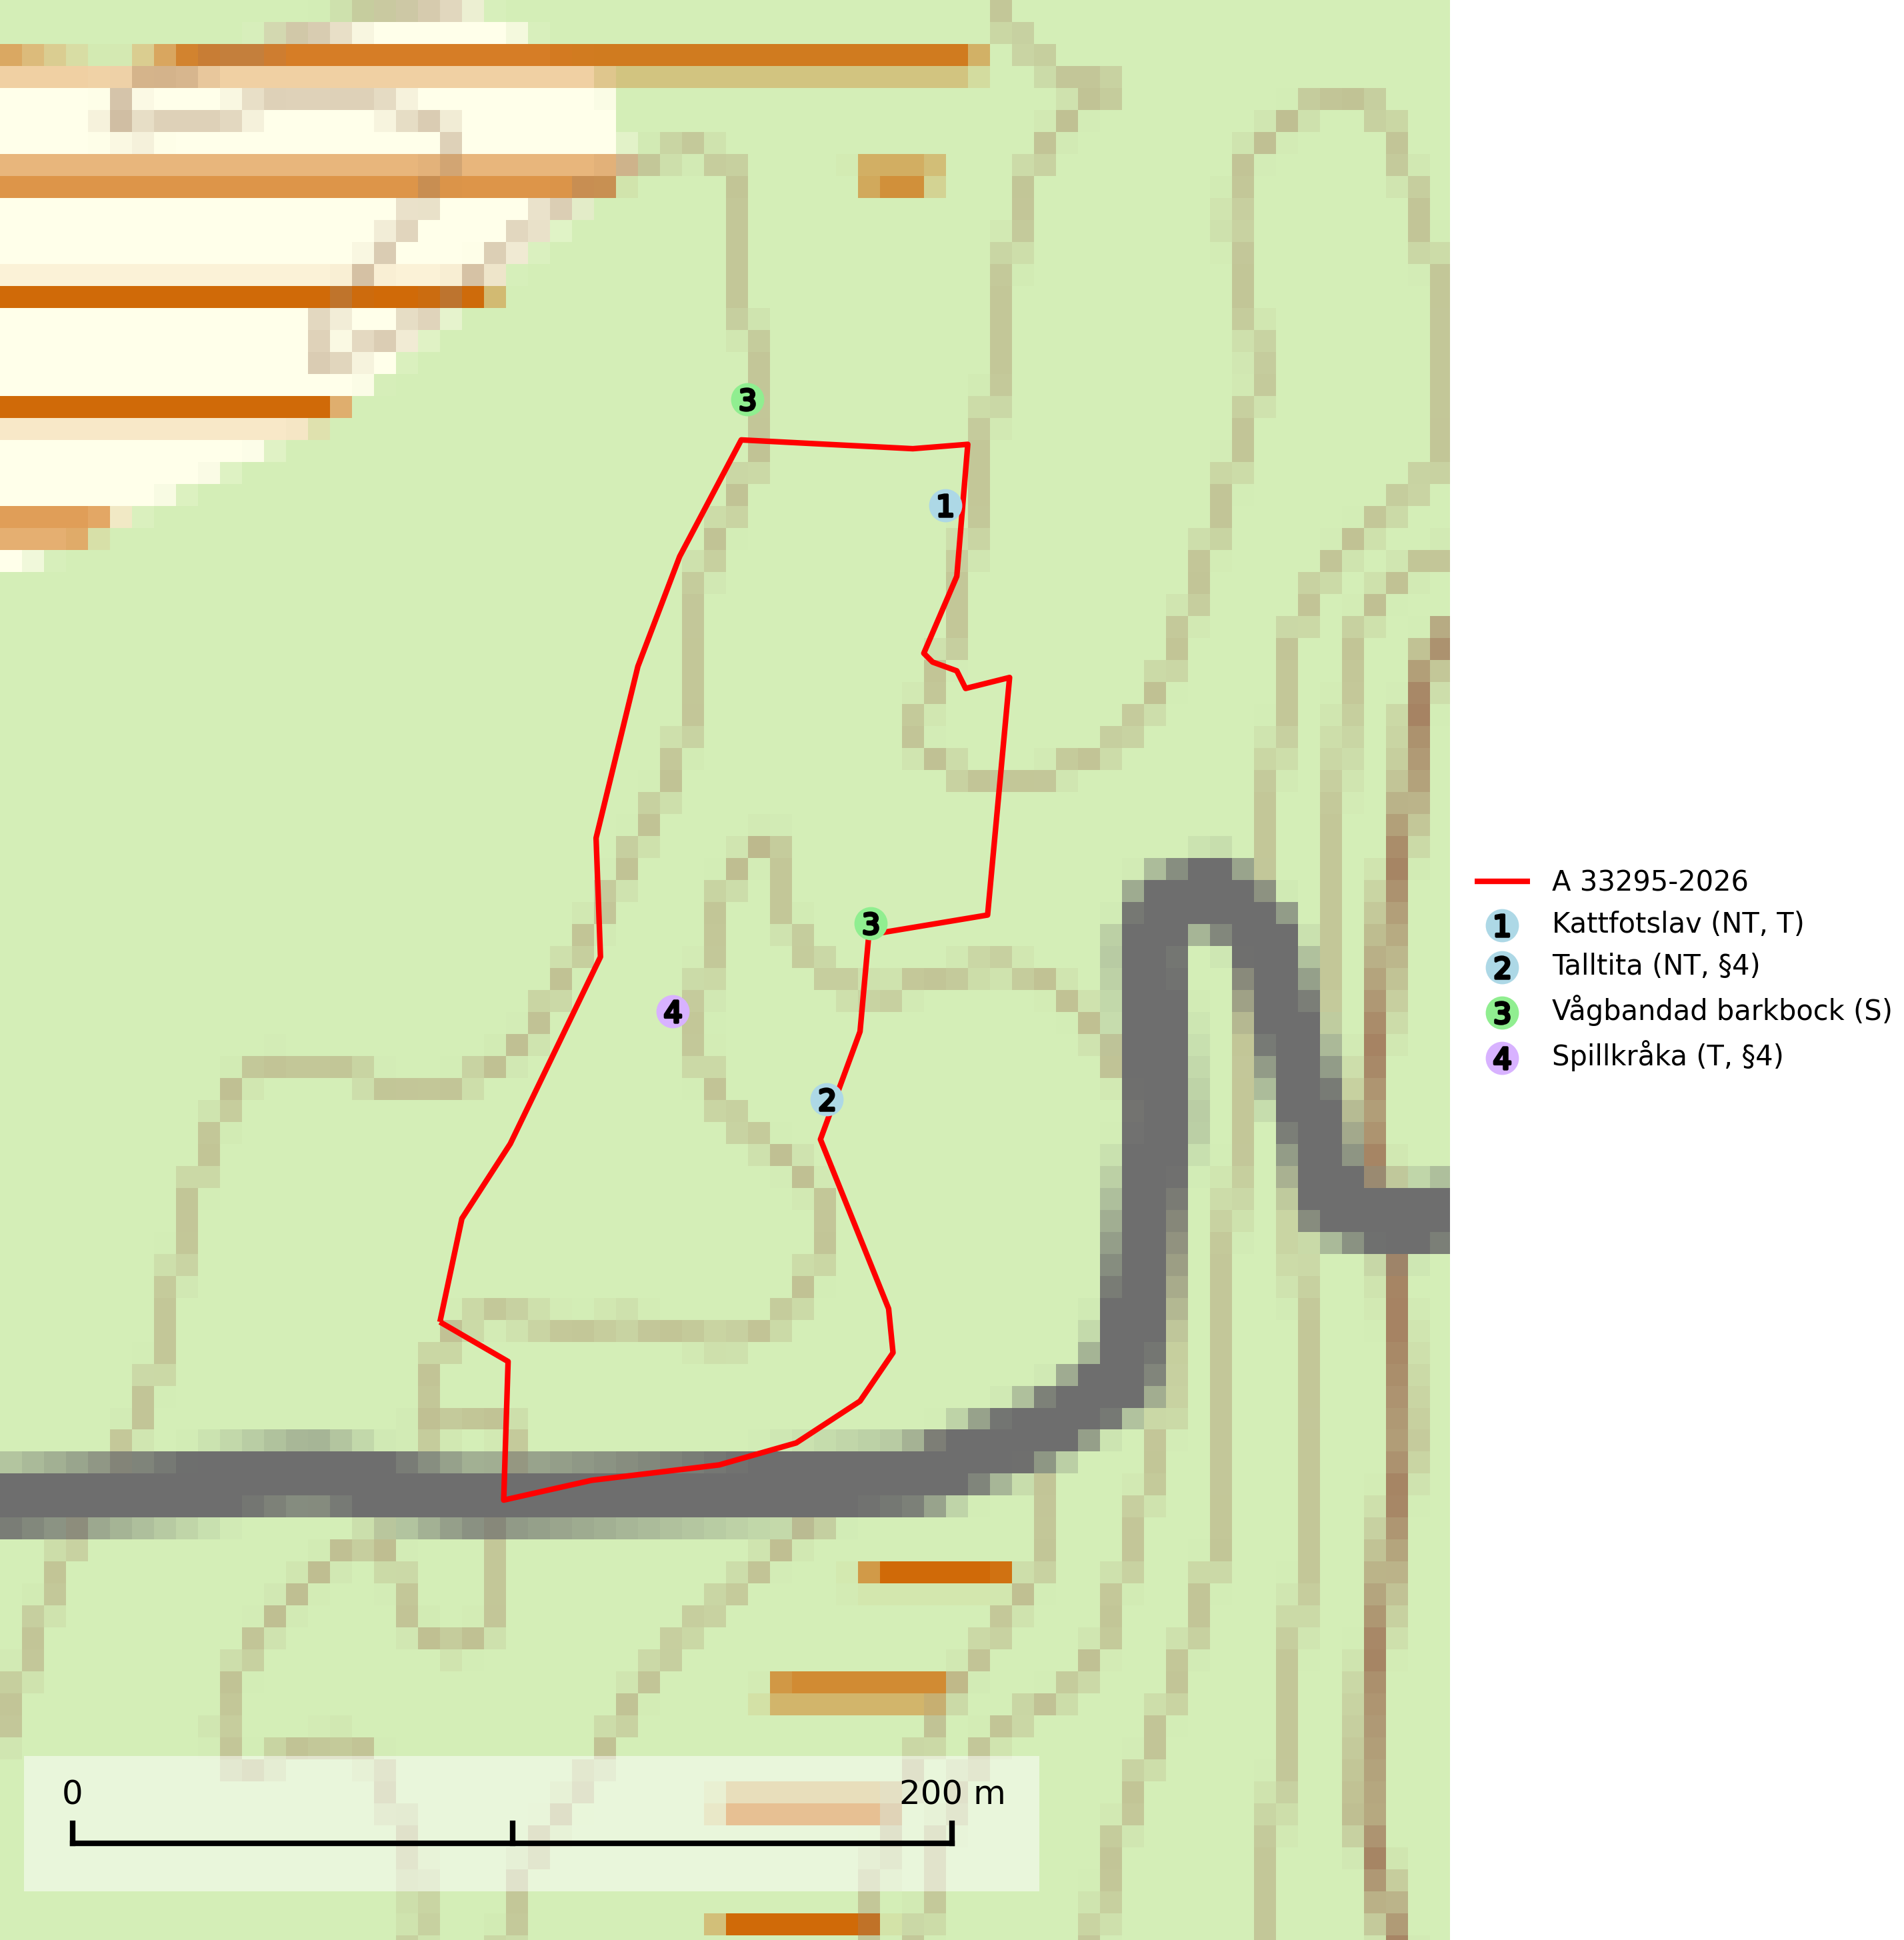 3
1
3
4
2
A 33295-2026
1 Kattfotslav (NT, T)
2 Talltita (NT, §4)
3 Vågbandad barkbock (S)
4 Spillkråka (T, §4)
0 200 m